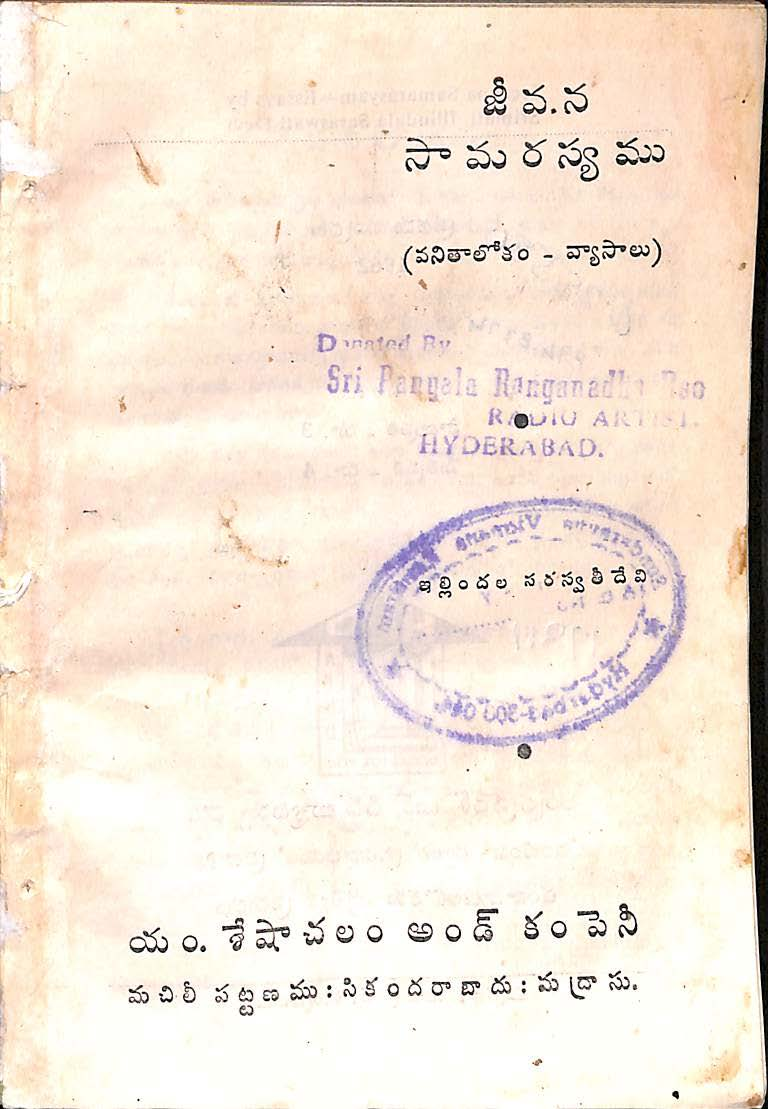 జీవన
సామరస్యము
(వనితాలోకం - వ్యాసాలు)
Donated By
Sri Pangala Ranganadha Rao
RADIO ARTIST.
HYDERABAD.
ఇల్లిందల సరస్వతీదేవి
యం. శేషాచలం అండ్ కంపెనీ
మచిలీపట్టణము : సికందరాబాదు : మద్రాసు.